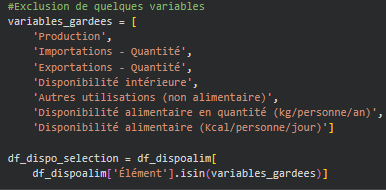 #Exclusion de quelques variables
variables_gardees = [
    'Production',
    'Importations - Quantité',
    'Exportations - Quantité',
    'Disponibilité intérieure',
    'Autres utilisations (non alimentaire)',
    'Disponibilité alimentaire en quantité (kg/personne/an)',
    'Disponibilité alimentaire (Kcal/personne/jour)']

df_dispo_selection = df_dispoalim[
    df_dispoalim['Élément'].isin(variables_gardees)]